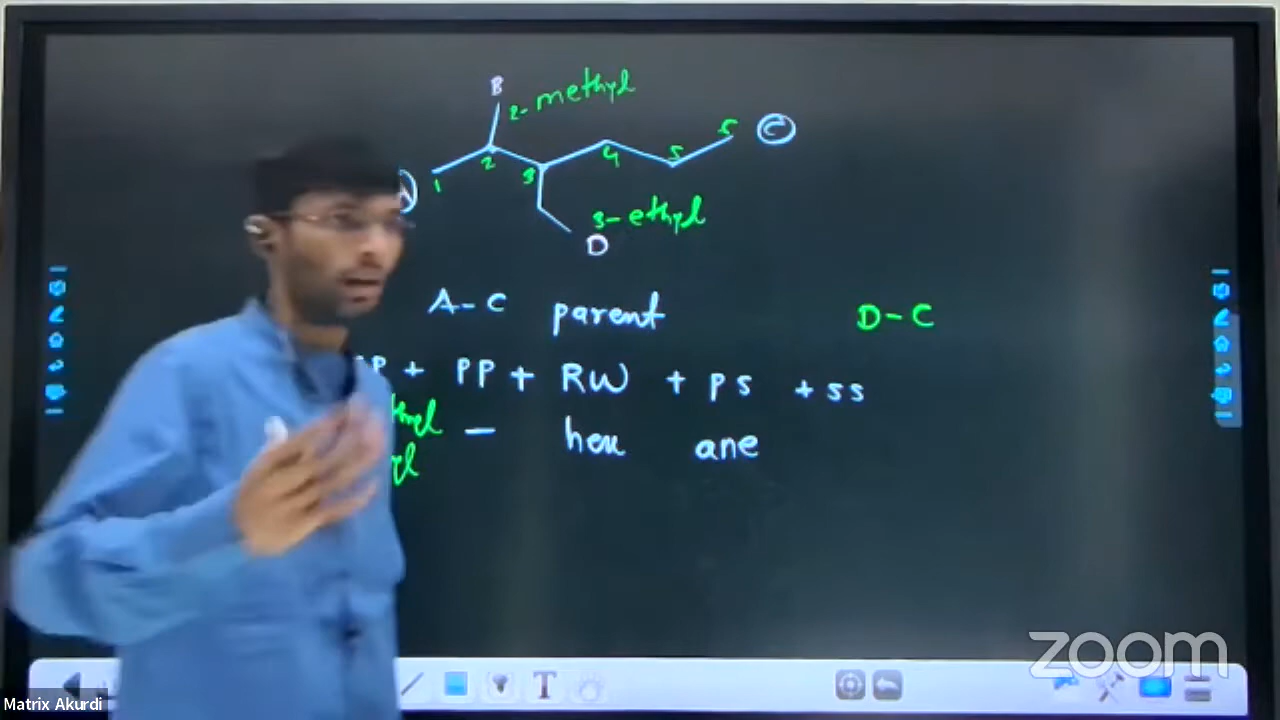 B
2-methyl
1 2 3 4 5 5 C
3-ethyl
D
A-C parent D-C
+ PP + RW + ps + ss
- hex ane
zoom
T
Matrix Akurdi